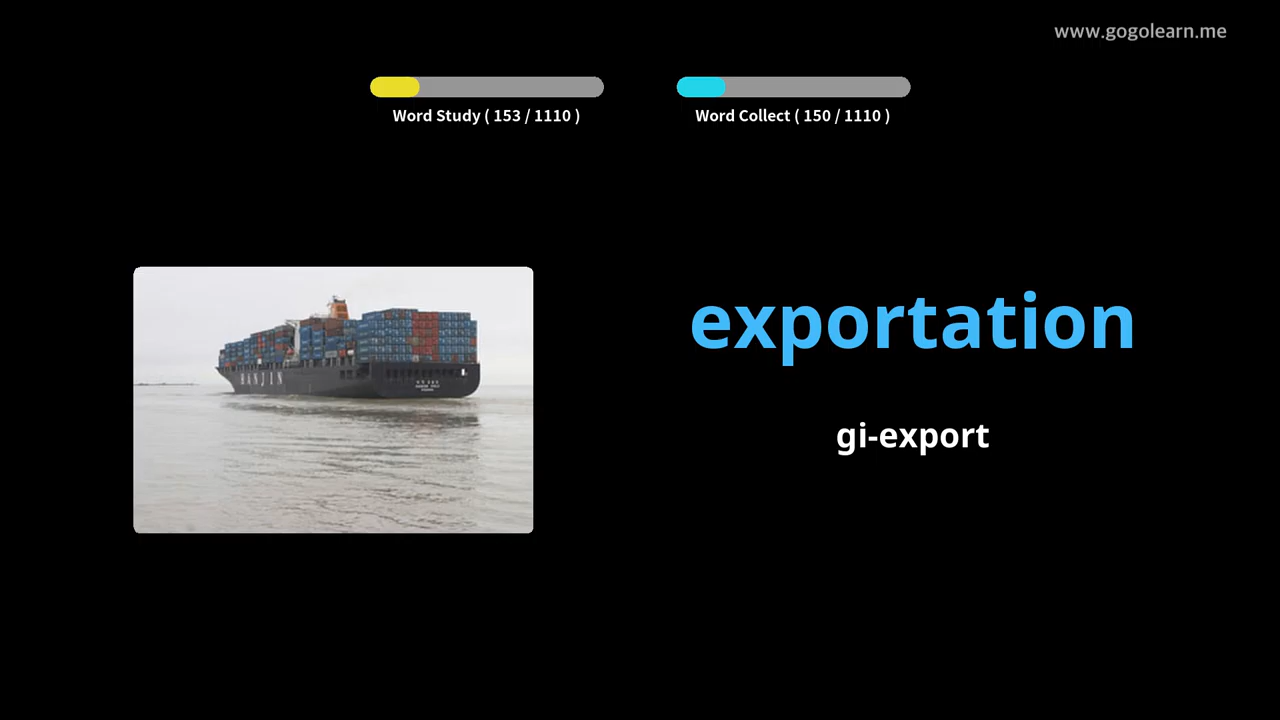 www.gogolearn.me
Word Study ( 153 / 1110 )
Word Collect ( 150 / 1110 )
exportation
HANJIN
gi-export